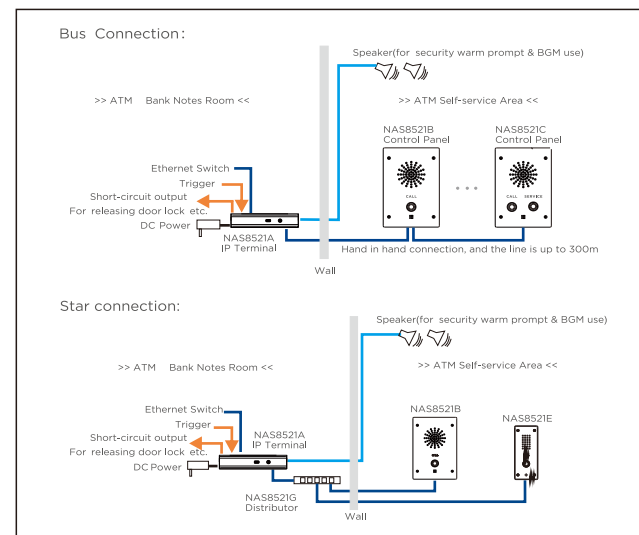 Bus Connection:
Speaker(for security warm prompt & BGM use)
>> ATM Bank Notes Room <<
>> ATM Self-service Area <<
NAS8521B
Control Panel
NAS8521C
Control Panel
Ethernet Switch
Trigger
Short-circuit output
For releasing door lock etc.
DC Power
NAS8521A
IP Terminal
CALL
CALL SERVICE
Hand in hand connection, and the line is up to 300m
Wall
Star connection:
Speaker(for security warm prompt & BGM use)
>> ATM Bank Notes Room <<
>> ATM Self-service Area <<
Ethernet Switch
Trigger
Short-circuit output
For releasing door lock etc.
DC Power
NAS8521A
IP Terminal
NAS8521B
NAS8521E
NAS8521G
Distributor
Wall